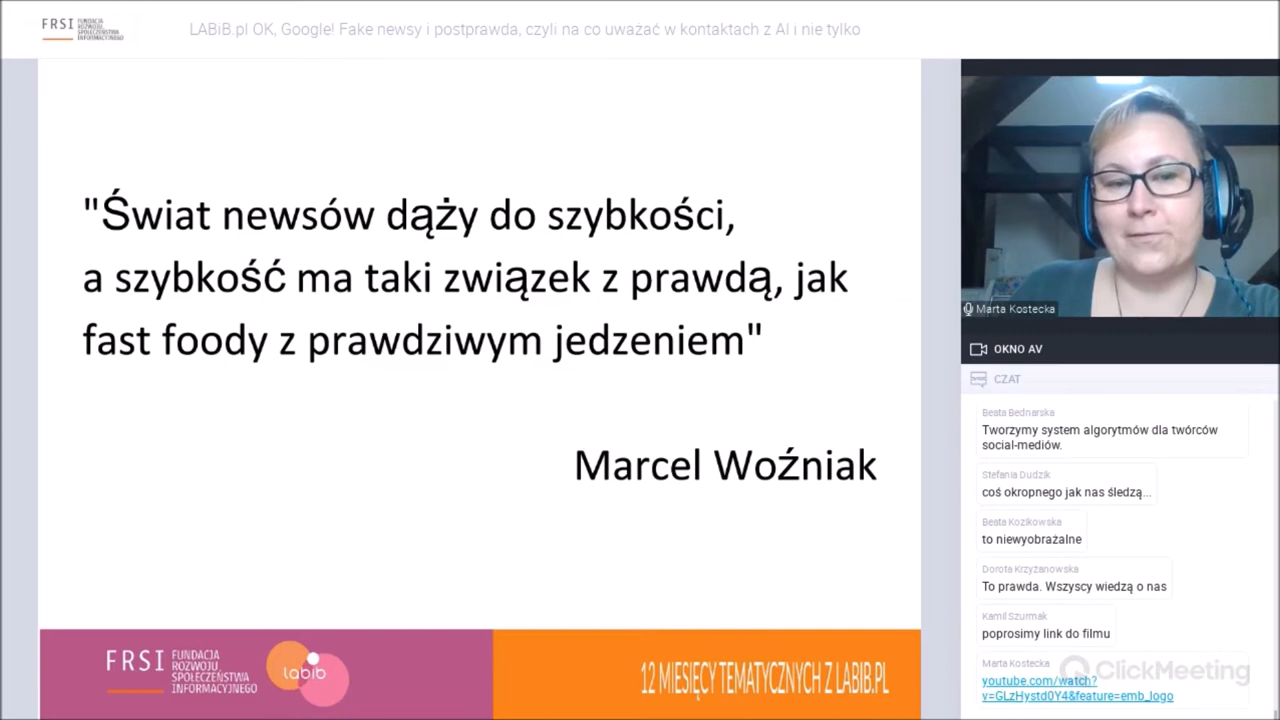 FRSI FUNDACJA
ROZWOJU
SPOŁECZEŃSTWA
INFORMACYJNEGO
LABiB.pl OK, Google! Fake newsy i postprawda, czyli na co uważać w kontaktach z AI i nie tylko
"Świat newsów dąży do szybkości,
a szybkość ma taki związek z prawdą, jak
fast foody z prawdziwym jedzeniem"
Marcel Woźniak
FRSI FUNDACJA
ROZWOJU
SPOŁECZEŃSTWA
INFORMACYJNEGO
labib
12 MIESIĘCY TEMATYCZNYCH Z LABIB.PL
Marta Kostecka
OKNO AV
CZAT
Beata Bednarska
Tworzymy system algorytmów dla twórców
social-mediów.
Stefania Dudzik
coś okropnego jak nas śledzą...
Beata Kozikowska
to niewyobrażalne
Dorota Krzyżanowska
To prawda. Wszyscy wiedzą o nas
Kamil Szurmak
poprosimy link do filmu
Marta Kostecka
youtube.com/watch?
v=GLzHystd0Y4&feature=emb_logo
ClickMeeting